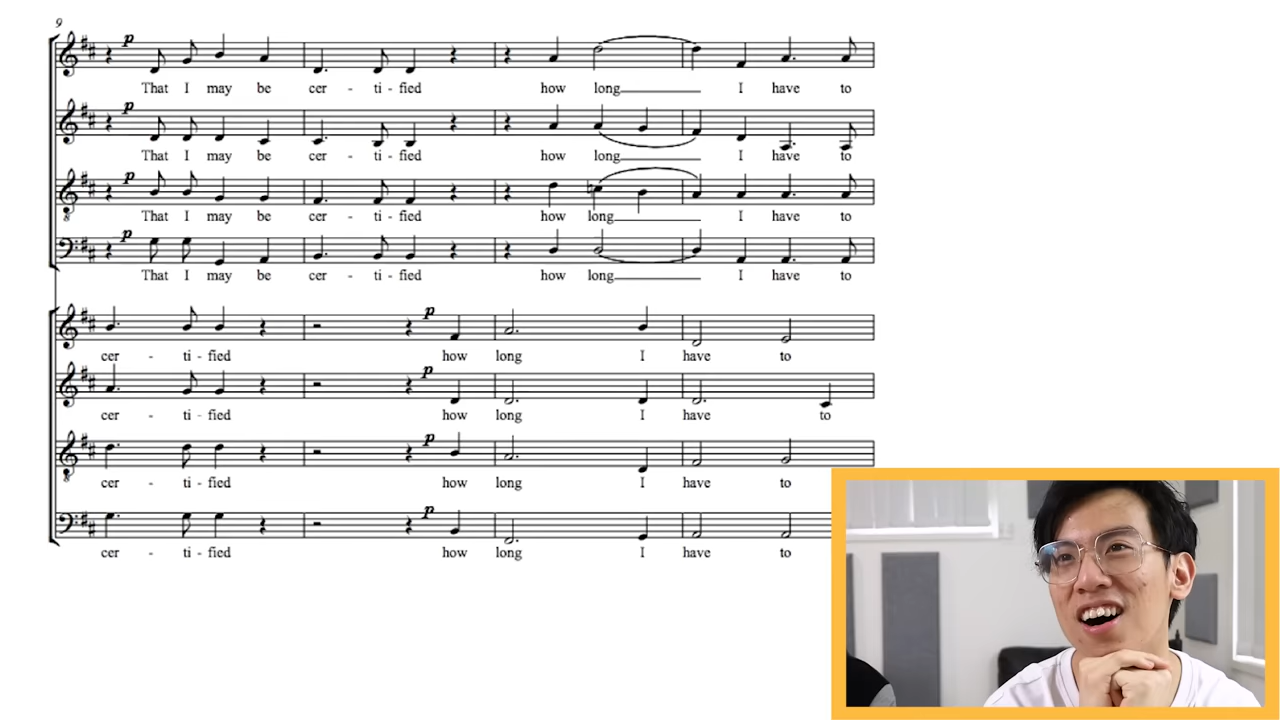 9
p
That I may be cer - ti - fied how long I have to
p
That I may be cer - ti - fied how long I have to
p
8
That I may be cer - ti - fied how long I have to
p
That I may be cer - ti - fied how long I have to
p
cer - ti - fied how long I have to
p
cer - ti - fied how long I have to
p
8
cer - ti - fied how long I have to
p
cer - ti - fied how long I have to